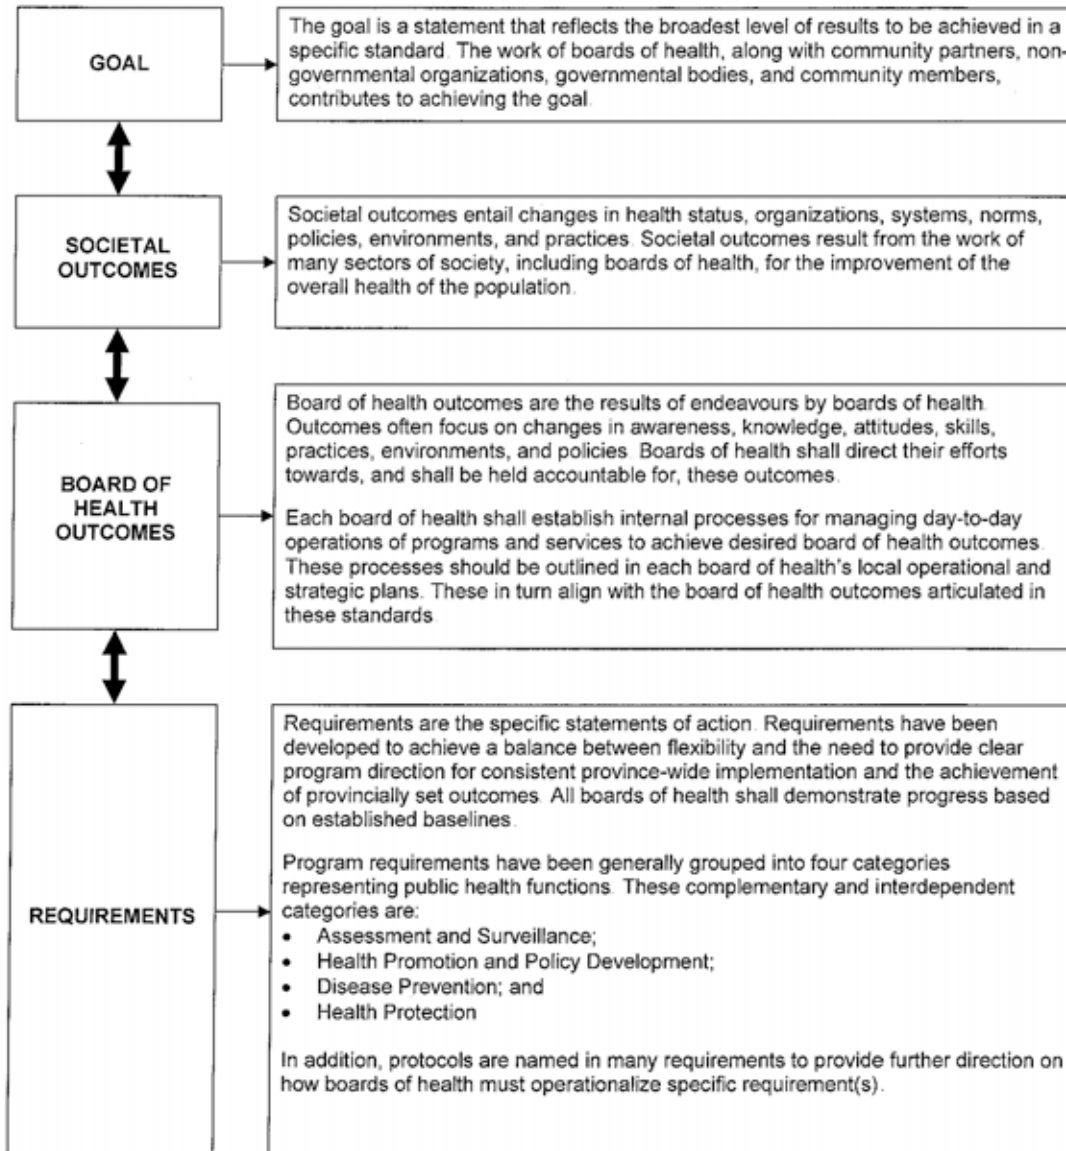 GOAL
The goal is a statement that reflects the broadest level of results to be achieved in a
specific standard. The work of boards of health, along with community partners, non-
governmental organizations, governmental bodies, and community members,
contributes to achieving the goal.
SOCIETAL
OUTCOMES
Societal outcomes entail changes in health status, organizations, systems, norms,
policies, environments, and practices. Societal outcomes result from the work of
many sectors of society, including boards of health, for the improvement of the
overall health of the population.
BOARD OF
HEALTH
OUTCOMES
Board of health outcomes are the results of endeavours by boards of health.
Outcomes often focus on changes in awareness, knowledge, attitudes, skills,
practices, environments, and policies. Boards of health shall direct their efforts
towards, and shall be held accountable for, these outcomes.
Each board of health shall establish internal processes for managing day-to-day
operations of programs and services to achieve desired board of health outcomes.
These processes should be outlined in each board of health's local operational and
strategic plans. These in turn align with the board of health outcomes articulated in
these standards.
REQUIREMENTS
Requirements are the specific statements of action. Requirements have been
developed to achieve a balance between flexibility and the need to provide clear
program direction for consistent province-wide implementation and the achievement
of provincially set outcomes. All boards of health shall demonstrate progress based
on established baselines.
Program requirements have been generally grouped into four categories
representing public health functions. These complementary and interdependent
categories are:
• Assessment and Surveillance;
• Health Promotion and Policy Development;
• Disease Prevention; and
• Health Protection
In addition, protocols are named in many requirements to provide further direction on
how boards of health must operationalize specific requirement(s).